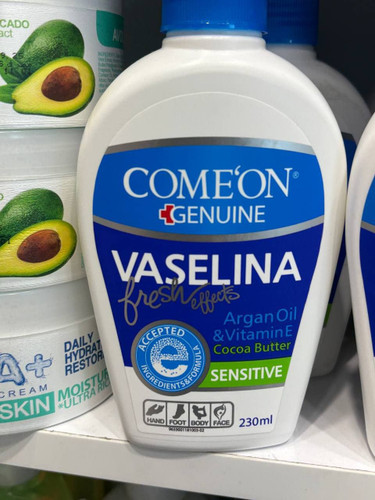 CADO
act
COME'ON®
GENUINE
VASELINA
fresh effects
Argan Oil
& Vitamin E
Cocoa Butter
ACCEPTED
e
INGREDIENTS&FORMULA
SENSITIVE
HAND FOOT BODY FACE
230ml
A+
CREAM
SKIN
DAILY
HYDRAT
RESTOR
MOISTU
ULTRA RIC